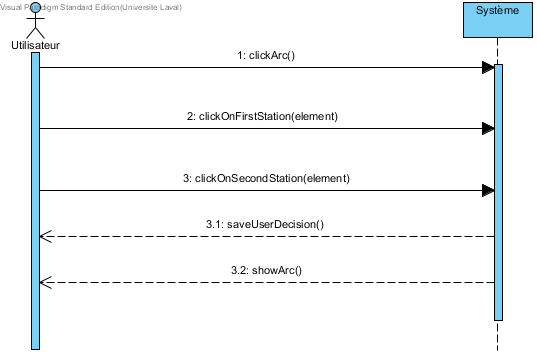 Visual Paradigm Standard Edition(Universite Laval)
Système
Utilisateur
1: clickArc()
2: clickOnFirstStation(element)
3: clickOnSecondStation(element)
3.1: saveUserDecision()
3.2: showArc()